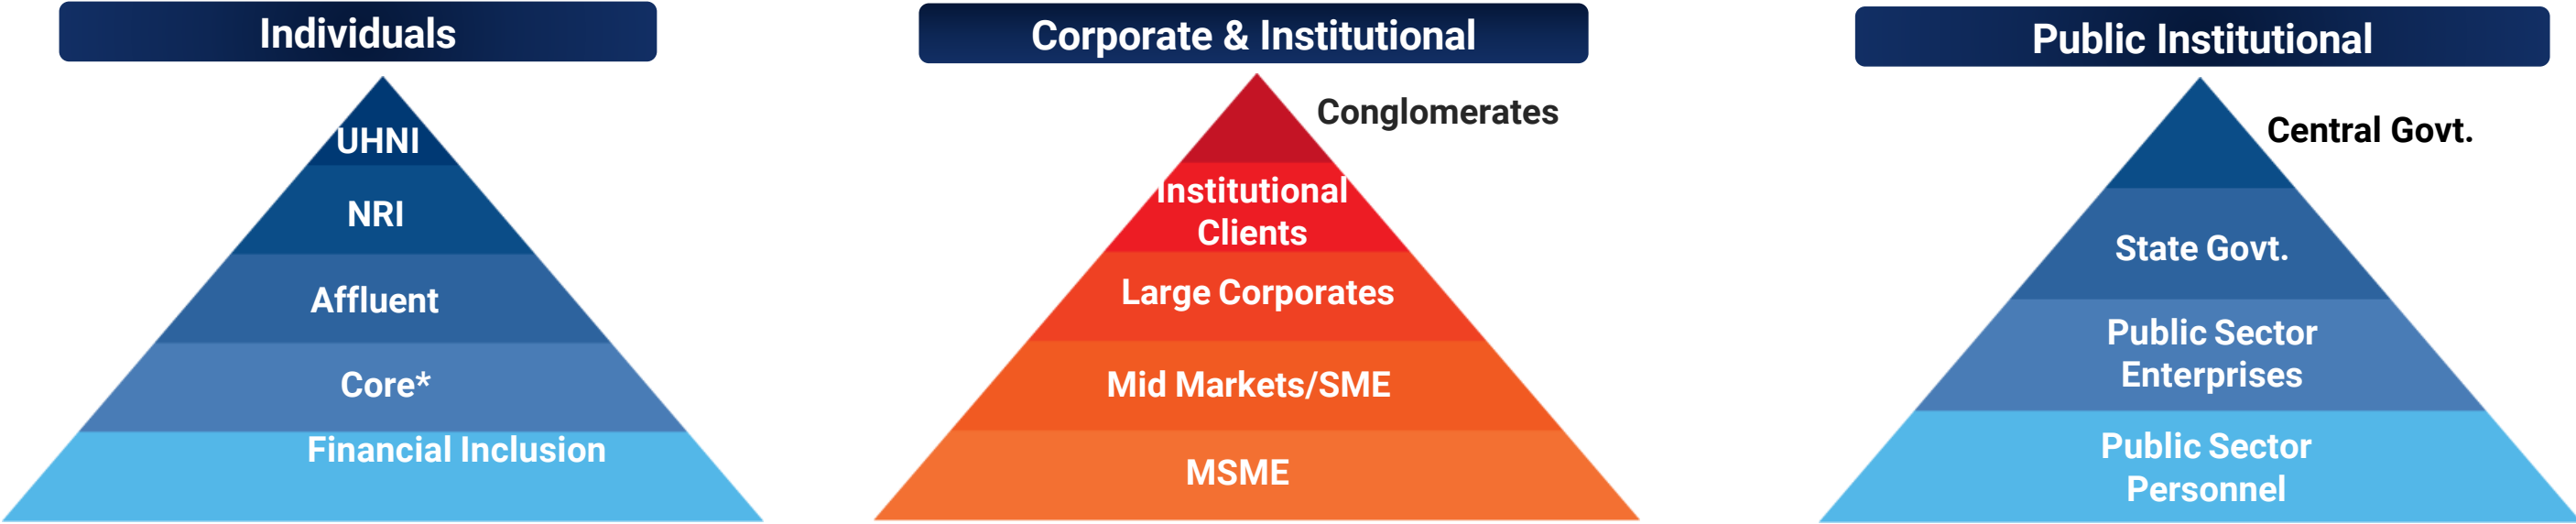 Individuals
UHNI
NRI
Affluent
Core*
Financial Inclusion
Corporate & Institutional
Conglomerates
Institutional
Clients
Large Corporates
Mid Markets/SME
MSME
Public Institutional
Central Govt.
State Govt.
Public Sector
Enterprises
Public Sector
Personnel